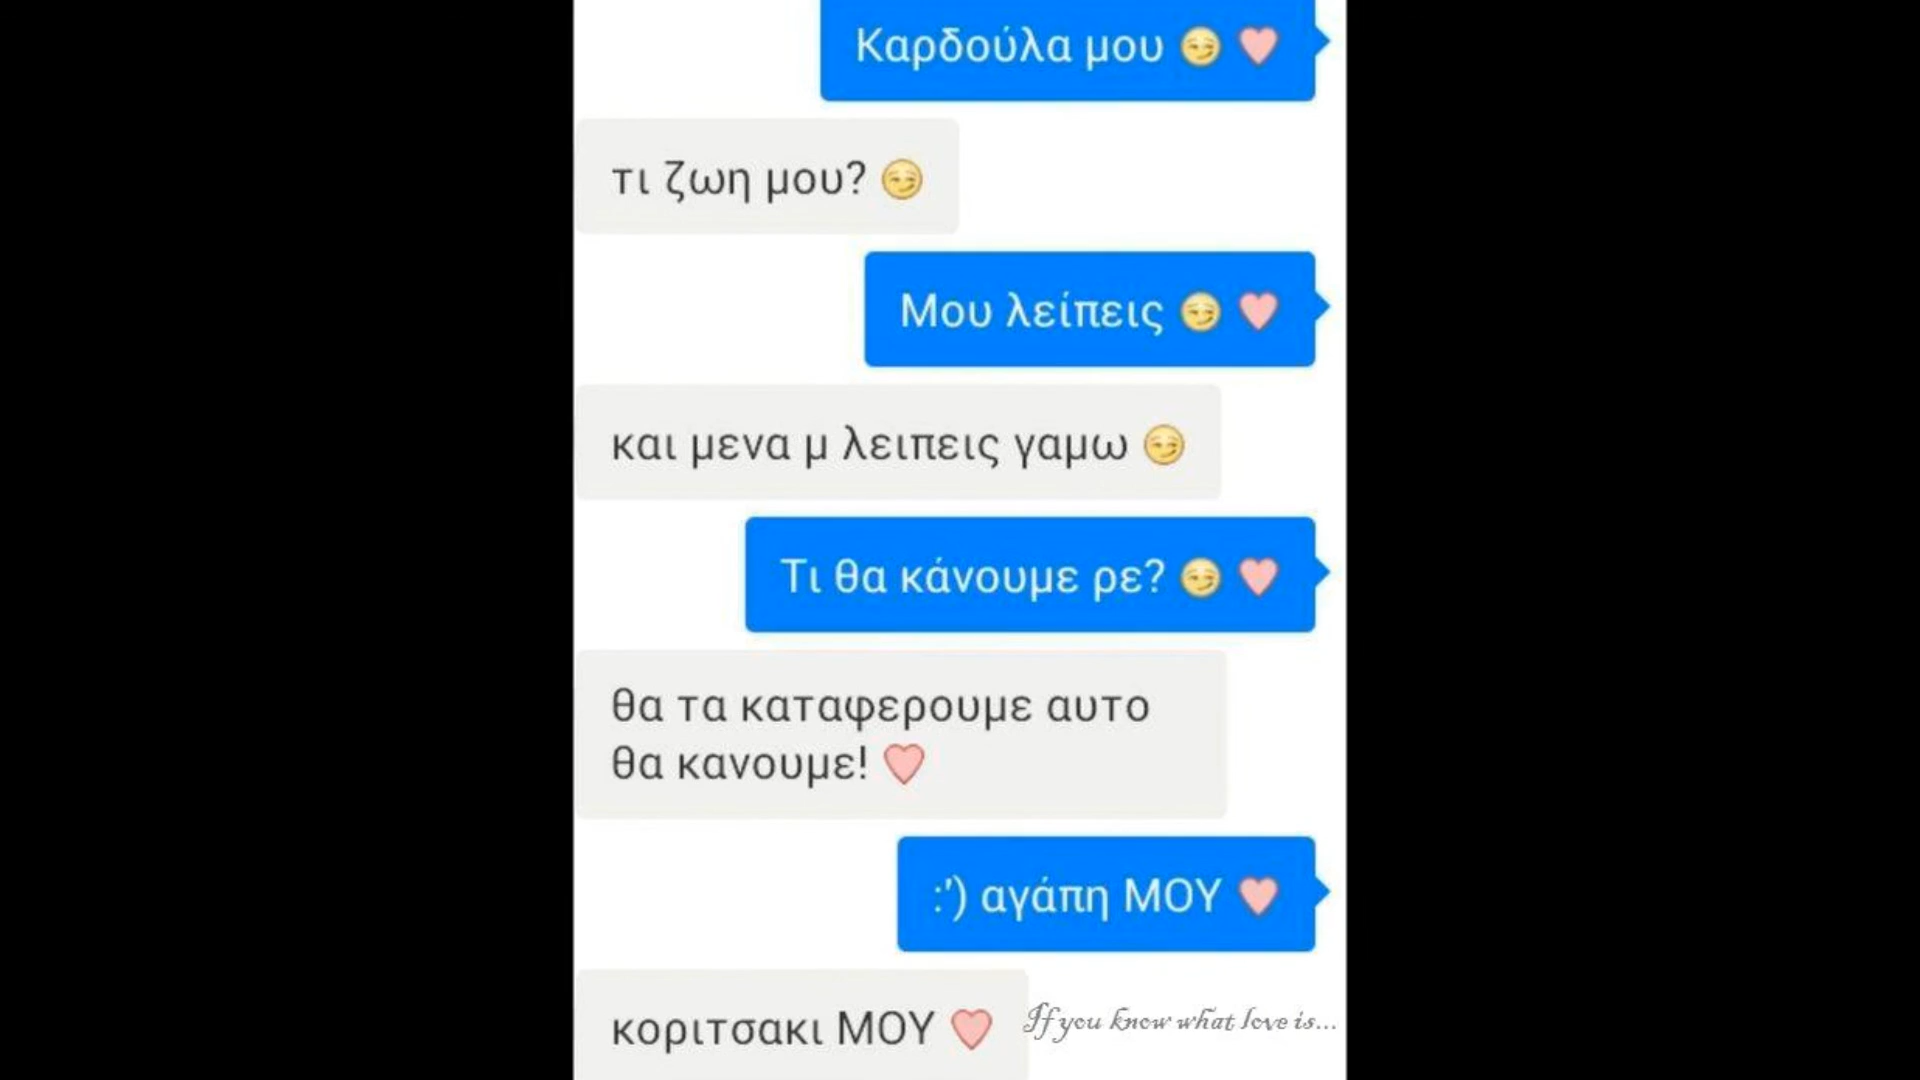 Καρδούλα μου 😏 ♥
τι ζωη μου? 😏
Μου λείπεις 😏 ♥
και μενα μ λειπεις γαμω 😏
Τι θα κάνουμε ρε? 😏 ♥
θα τα καταφερουμε αυτο
θα κανουμε! ♥
:') αγάπη ΜΟΥ ♥
κοριτσακι ΜΟΥ ♥
If you know what love is...